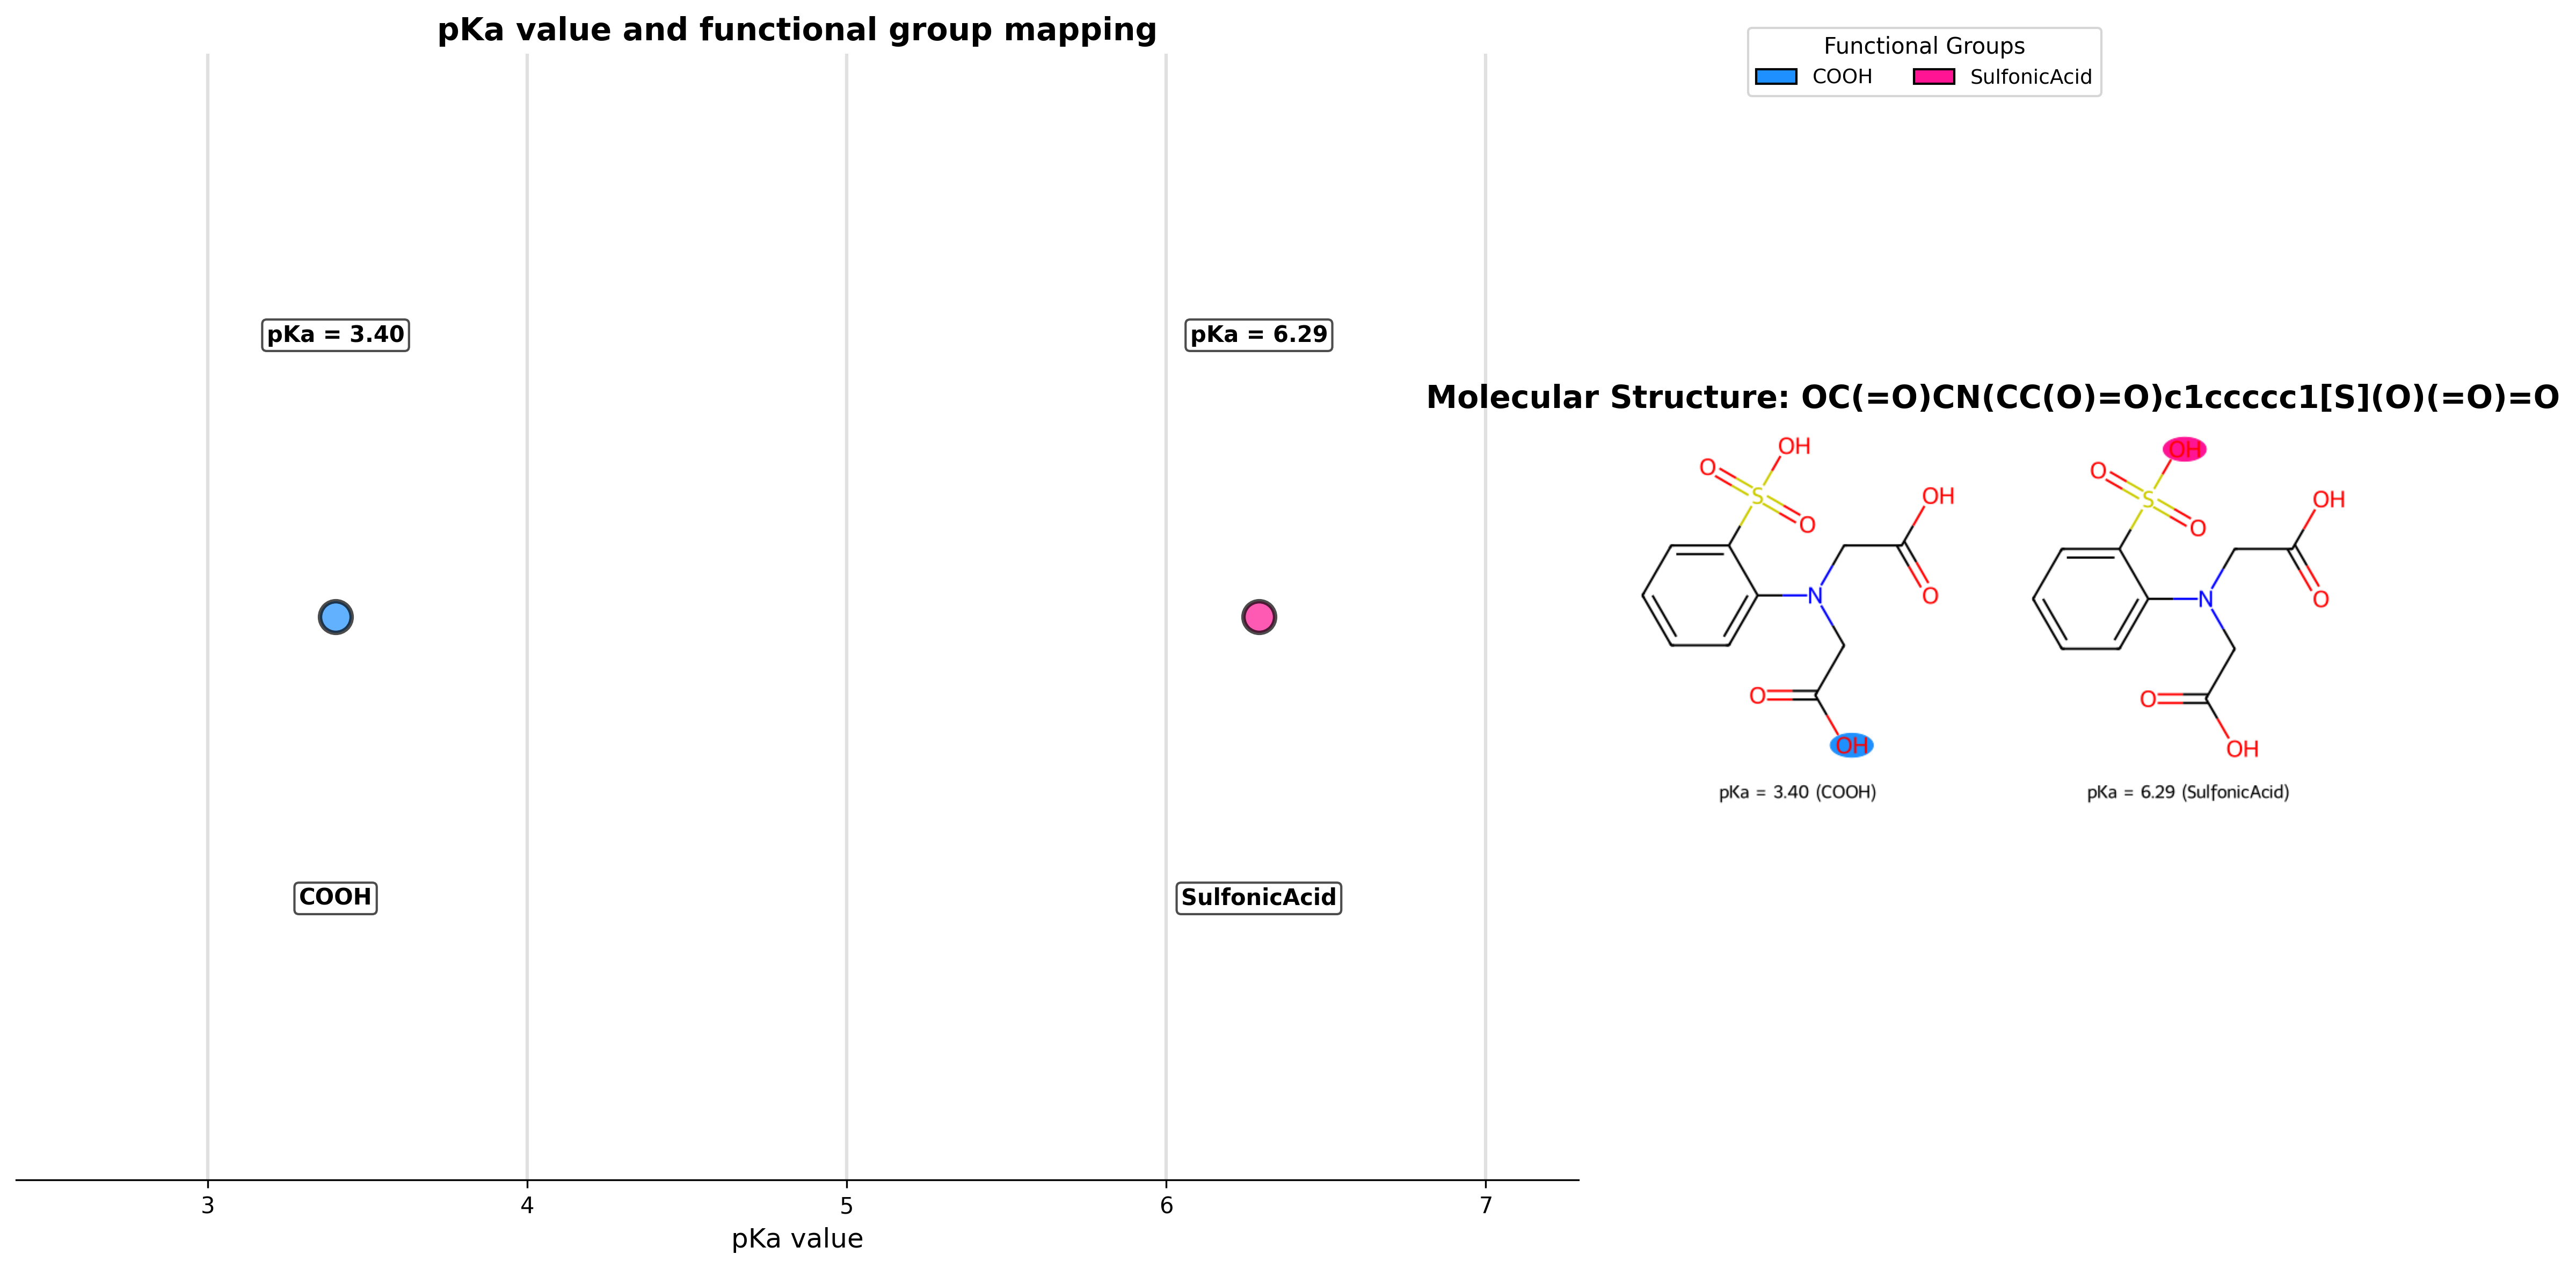 pKa value and functional group mapping
Functional Groups
COOH
SulfonicAcid
pKa = 3.40
pKa = 6.29
COOH
SulfonicAcid
3
4
5
6
7
pKa value
Molecular Structure: OC(=O)CN(CC(O)=O)c1ccccc1[S](O)(=O)=O
OH
O
S
O
OH
N
O
O
OH
pKa = 3.40 (COOH)
OH
O
S
O
OH
N
O
O
OH
pKa = 6.29 (SulfonicAcid)